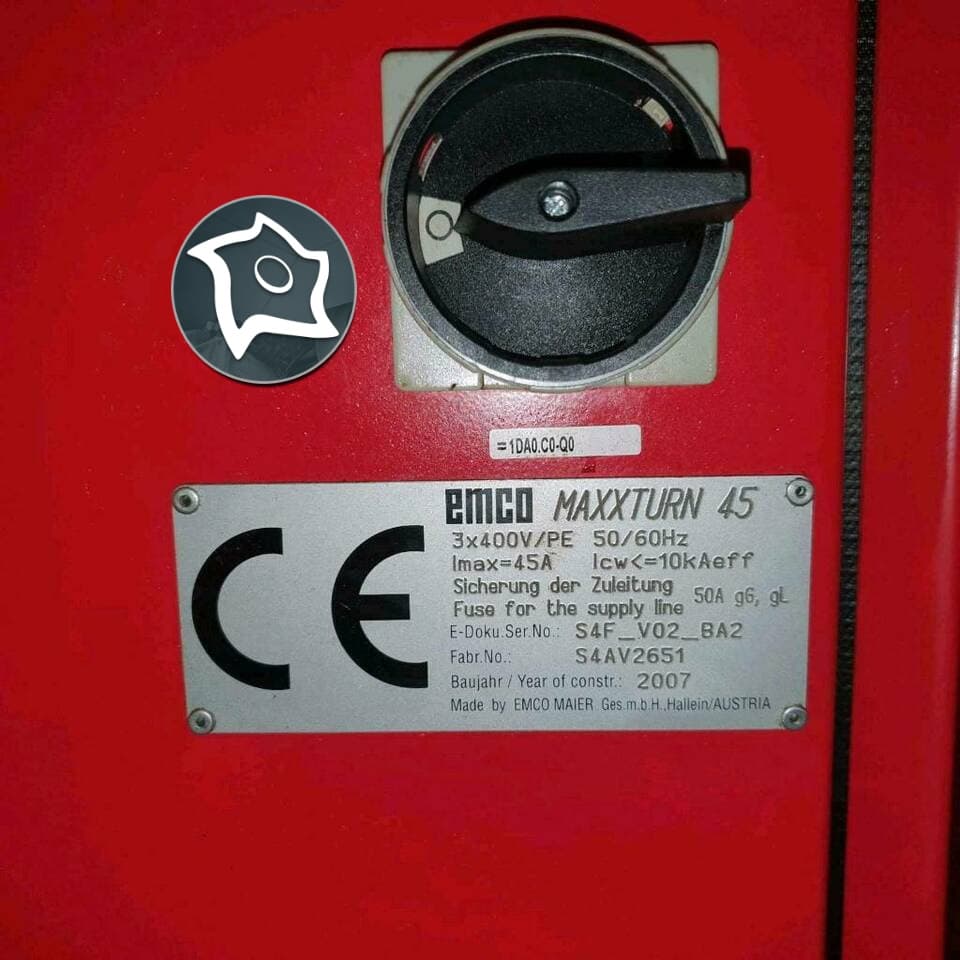 O
=1DA0.C0-Q0
emco MAXXTURN 45
3x400V/PE 50/60Hz
Imax=45A Icw<=10kAeff
Sicherung der Zuleitung
Fuse for the supply line 50A g6, gL
E-Doku.Ser.No.: S4F_V02_BA2
Fabr.No.: S4AV2651
Baujahr / Year of constr.: 2007
Made by EMCO MAIER Ges.m.b.H.,Hallein/AUSTRIA
CE